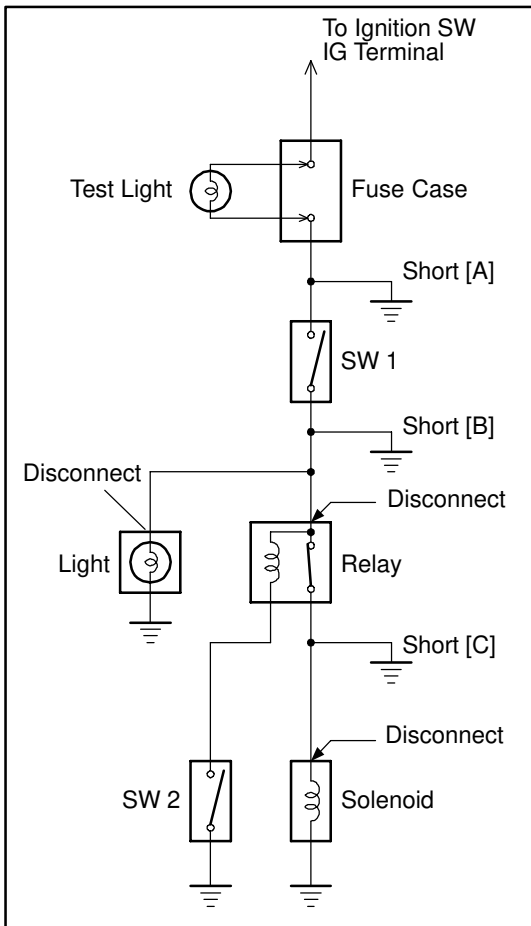 To Ignition SW
IG Terminal
Test Light
Fuse Case
Short [A]
SW 1
Short [B]
Disconnect
Disconnect
Light
Relay
Short [C]
Disconnect
SW 2
Solenoid